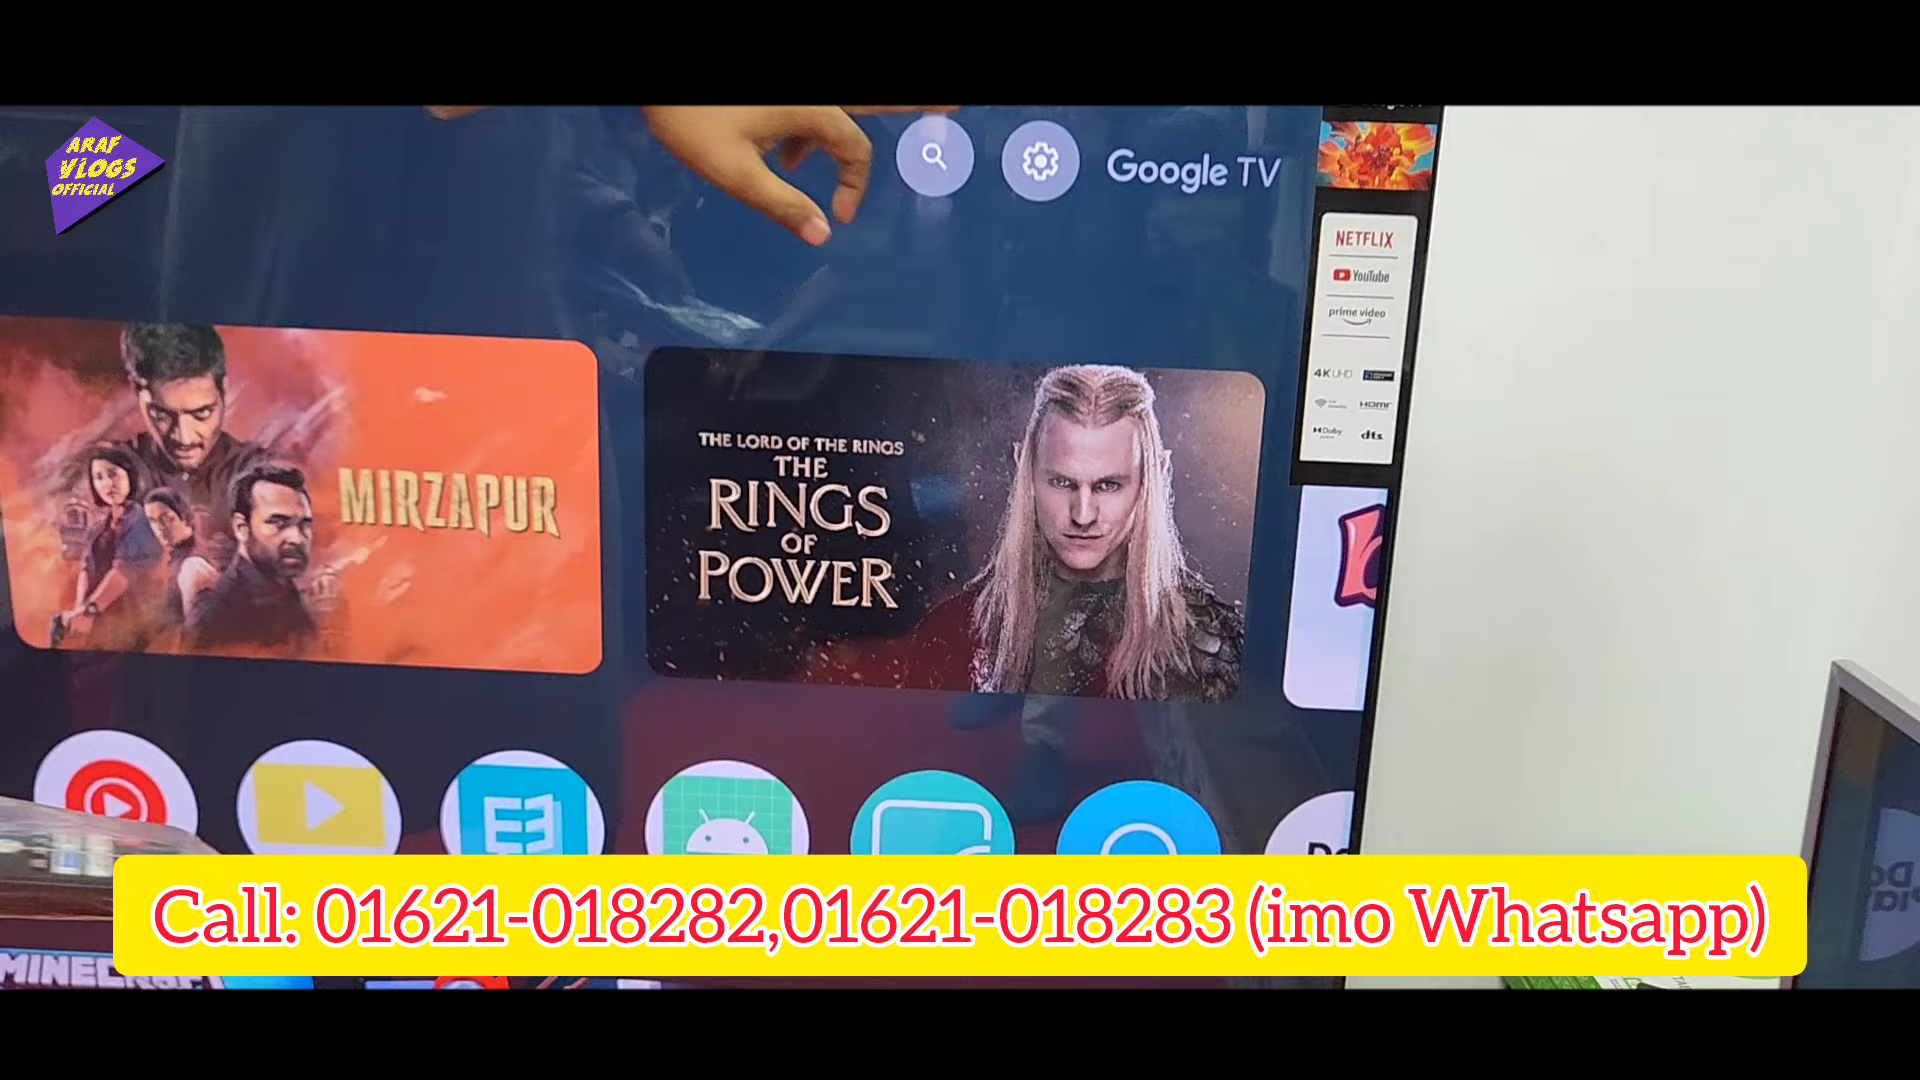 ARAF
VLOGS
OFFICIAL
Google TV
NETFLIX
YouTube
prime video
4K UHD
HDMI
Dolby
dts
MIRZAPUR
THE LORD OF THE RINGS
THE
RINGS
OF
POWER
Call: 01621-018282,01621-018283 (imo Whatsapp)
MINECRAFT